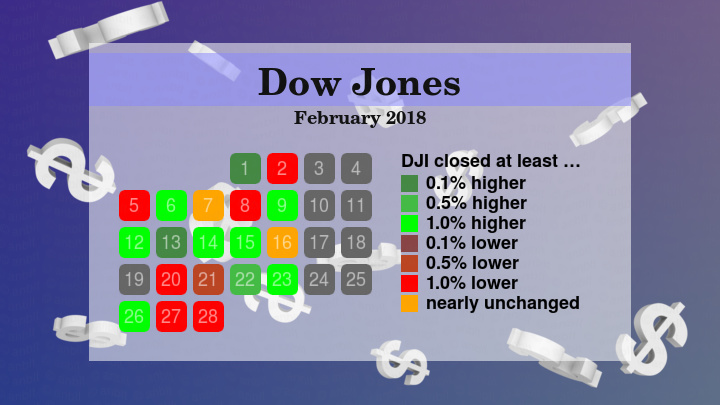 Dow Jones
February 2018
1 2 3 4
5 6 7 8 9 10 11
12 13 14 15 16 17 18
19 20 21 22 23 24 25
26 27 28
DJI closed at least ...
0.1% higher
0.5% higher
1.0% higher
0.1% lower
0.5% lower
1.0% lower
nearly unchanged